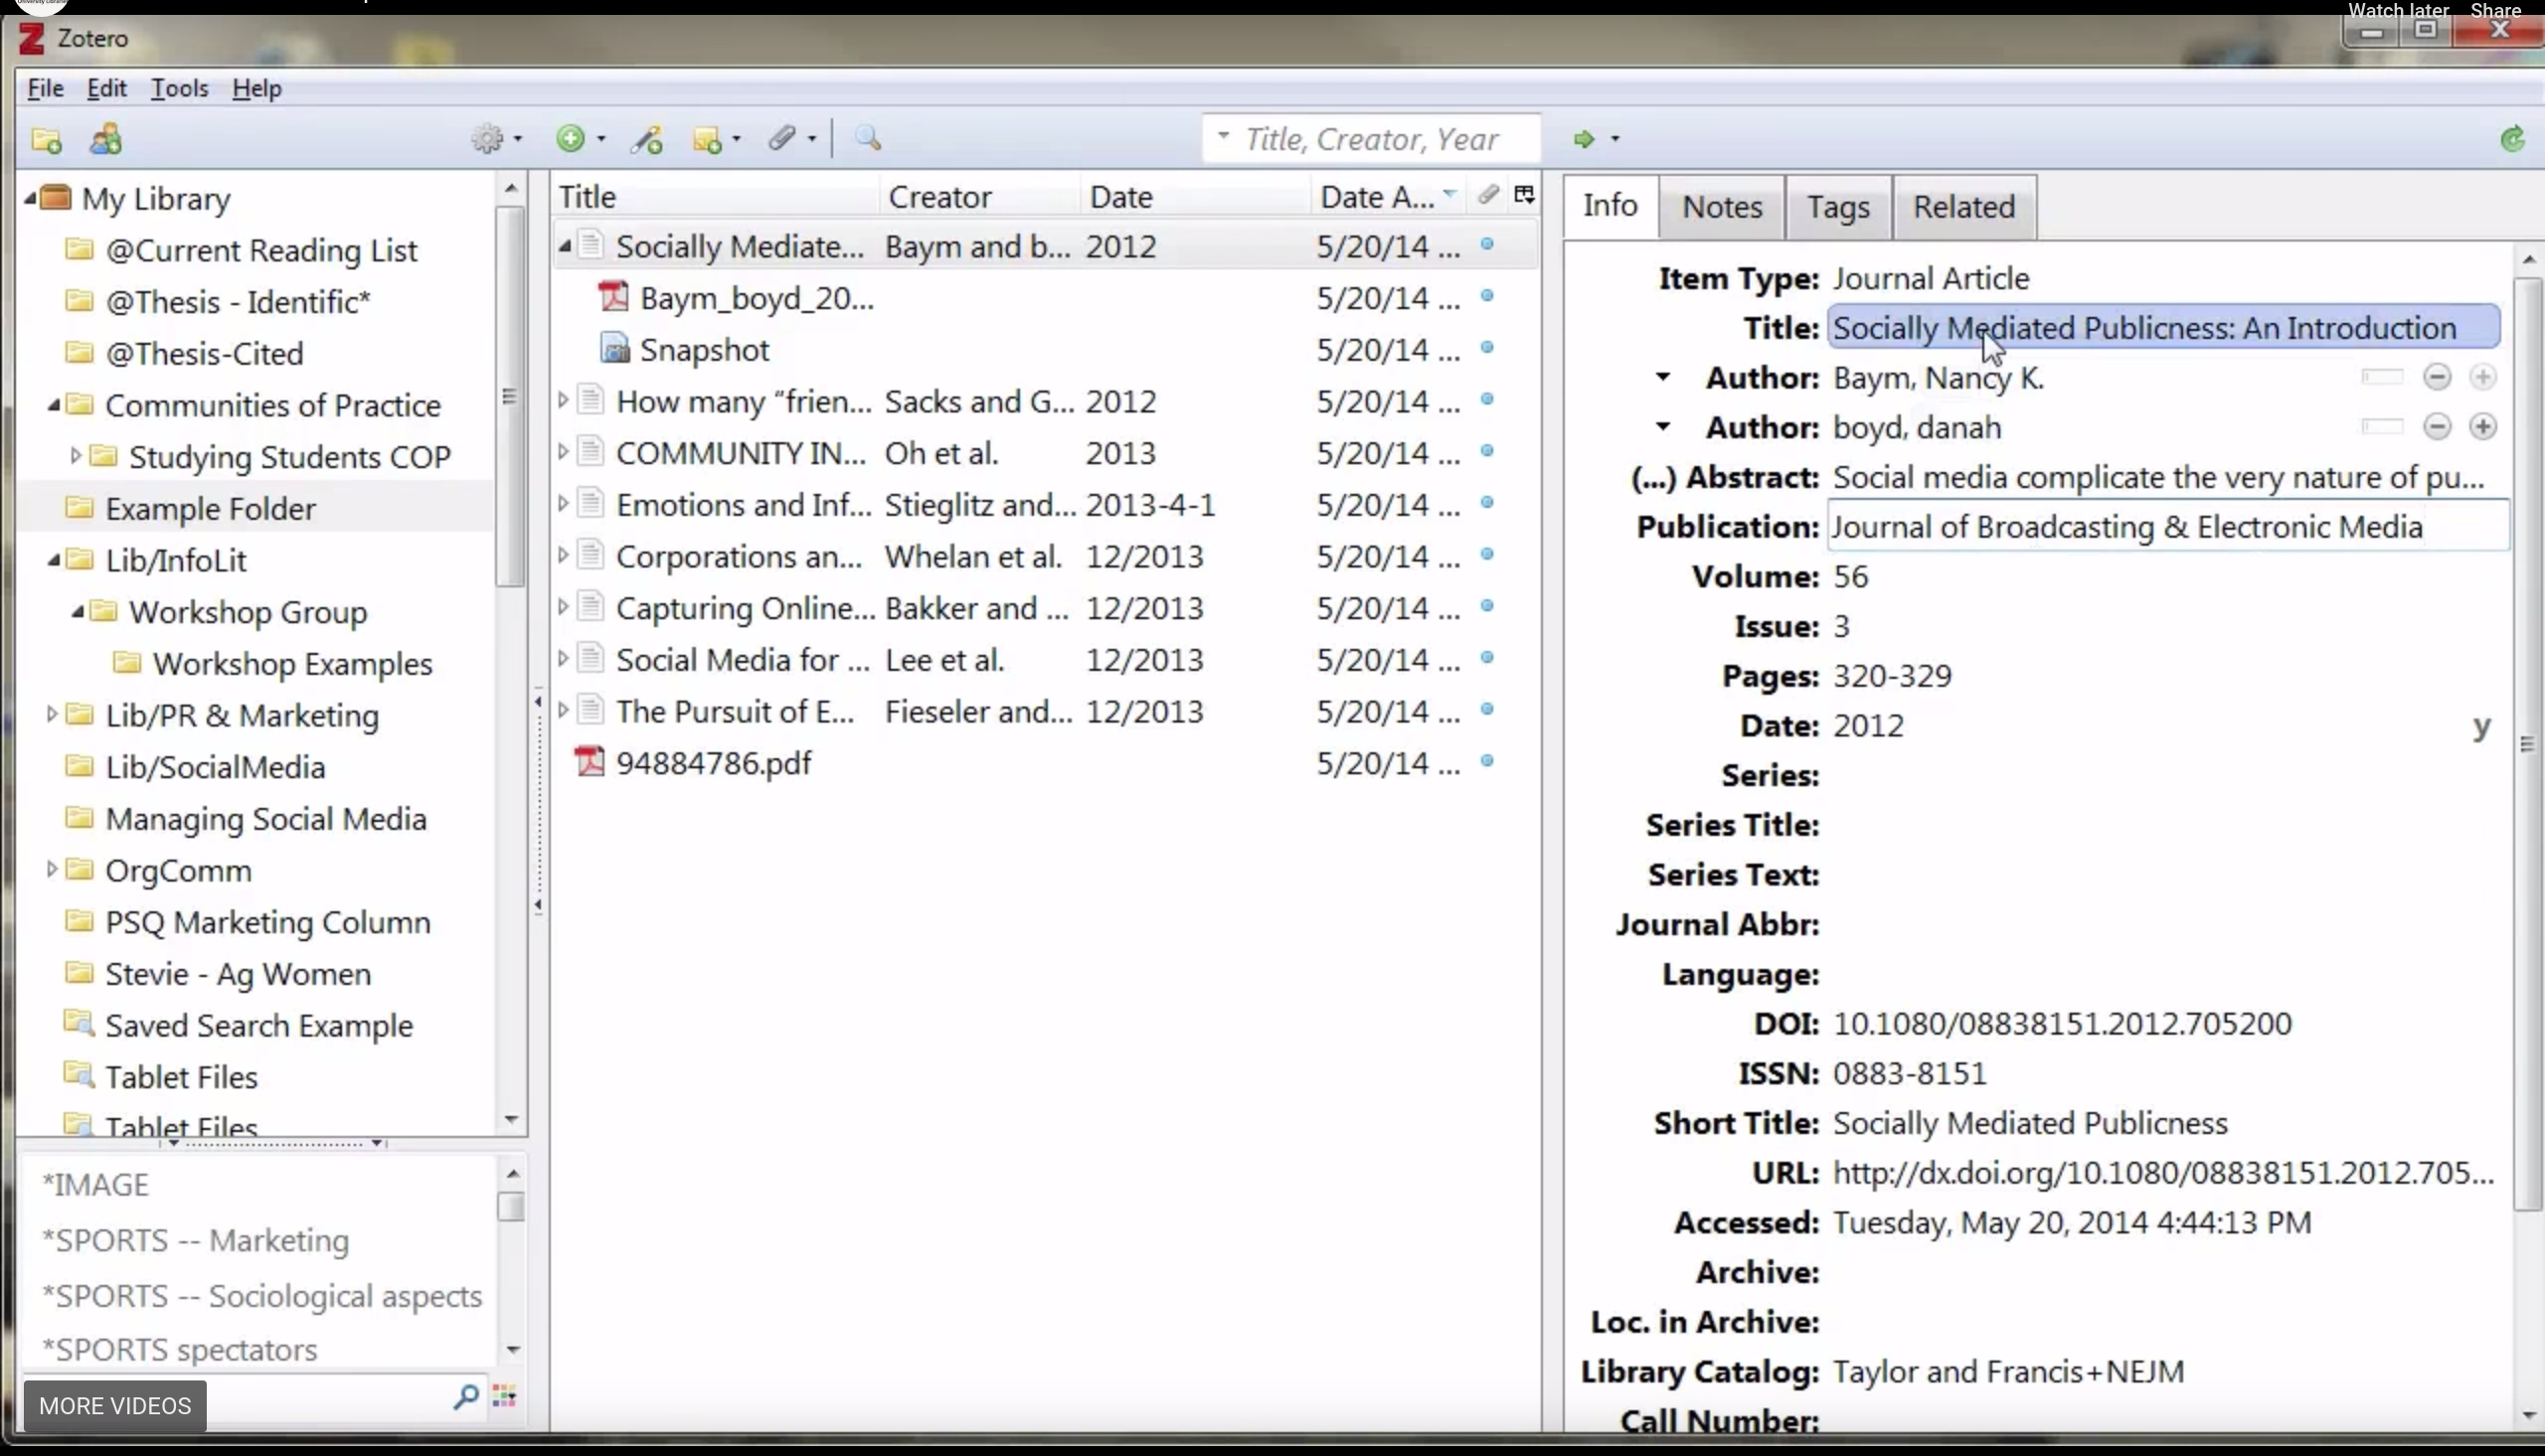 Watch later Share
Zotero
File Edit Tools Help
Title, Creator, Year
My Library
@Current Reading List
@Thesis - Identific*
@Thesis-Cited
Communities of Practice
Studying Students COP
Example Folder
Lib/InfoLit
Workshop Group
Workshop Examples
Lib/PR & Marketing
Lib/SocialMedia
Managing Social Media
OrgComm
PSQ Marketing Column
Stevie - Ag Women
Saved Search Example
Tablet Files
Tablet Files
*IMAGE
*SPORTS -- Marketing
*SPORTS -- Sociological aspects
*SPORTS spectators
MORE VIDEOS
Title Creator Date Date A...
Socially Mediate... Baym and b... 2012 5/20/14 ...
Baym_boyd_20... 5/20/14 ...
Snapshot 5/20/14 ...
How many “frien... Sacks and G... 2012 5/20/14 ...
COMMUNITY IN... Oh et al. 2013 5/20/14 ...
Emotions and Inf... Stieglitz and... 2013-4-1 5/20/14 ...
Corporations an... Whelan et al. 12/2013 5/20/14 ...
Capturing Online... Bakker and ... 12/2013 5/20/14 ...
Social Media for ... Lee et al. 12/2013 5/20/14 ...
The Pursuit of E... Fieseler and... 12/2013 5/20/14 ...
94884786.pdf 5/20/14 ...
Info Notes Tags Related
Item Type: Journal Article
Title: Socially Mediated Publicness: An Introduction
Author: Baym, Nancy K.
Author: boyd, danah
(...) Abstract: Social media complicate the very nature of pu...
Publication: Journal of Broadcasting & Electronic Media
Volume: 56
Issue: 3
Pages: 320-329
Date: 2012 y
Series:
Series Title:
Series Text:
Journal Abbr:
Language:
DOI: 10.1080/08838151.2012.705200
ISSN: 0883-8151
Short Title: Socially Mediated Publicness
URL: http://dx.doi.org/10.1080/08838151.2012.705...
Accessed: Tuesday, May 20, 2014 4:44:13 PM
Archive:
Loc. in Archive:
Library Catalog: Taylor and Francis+NEJM
Call Number: